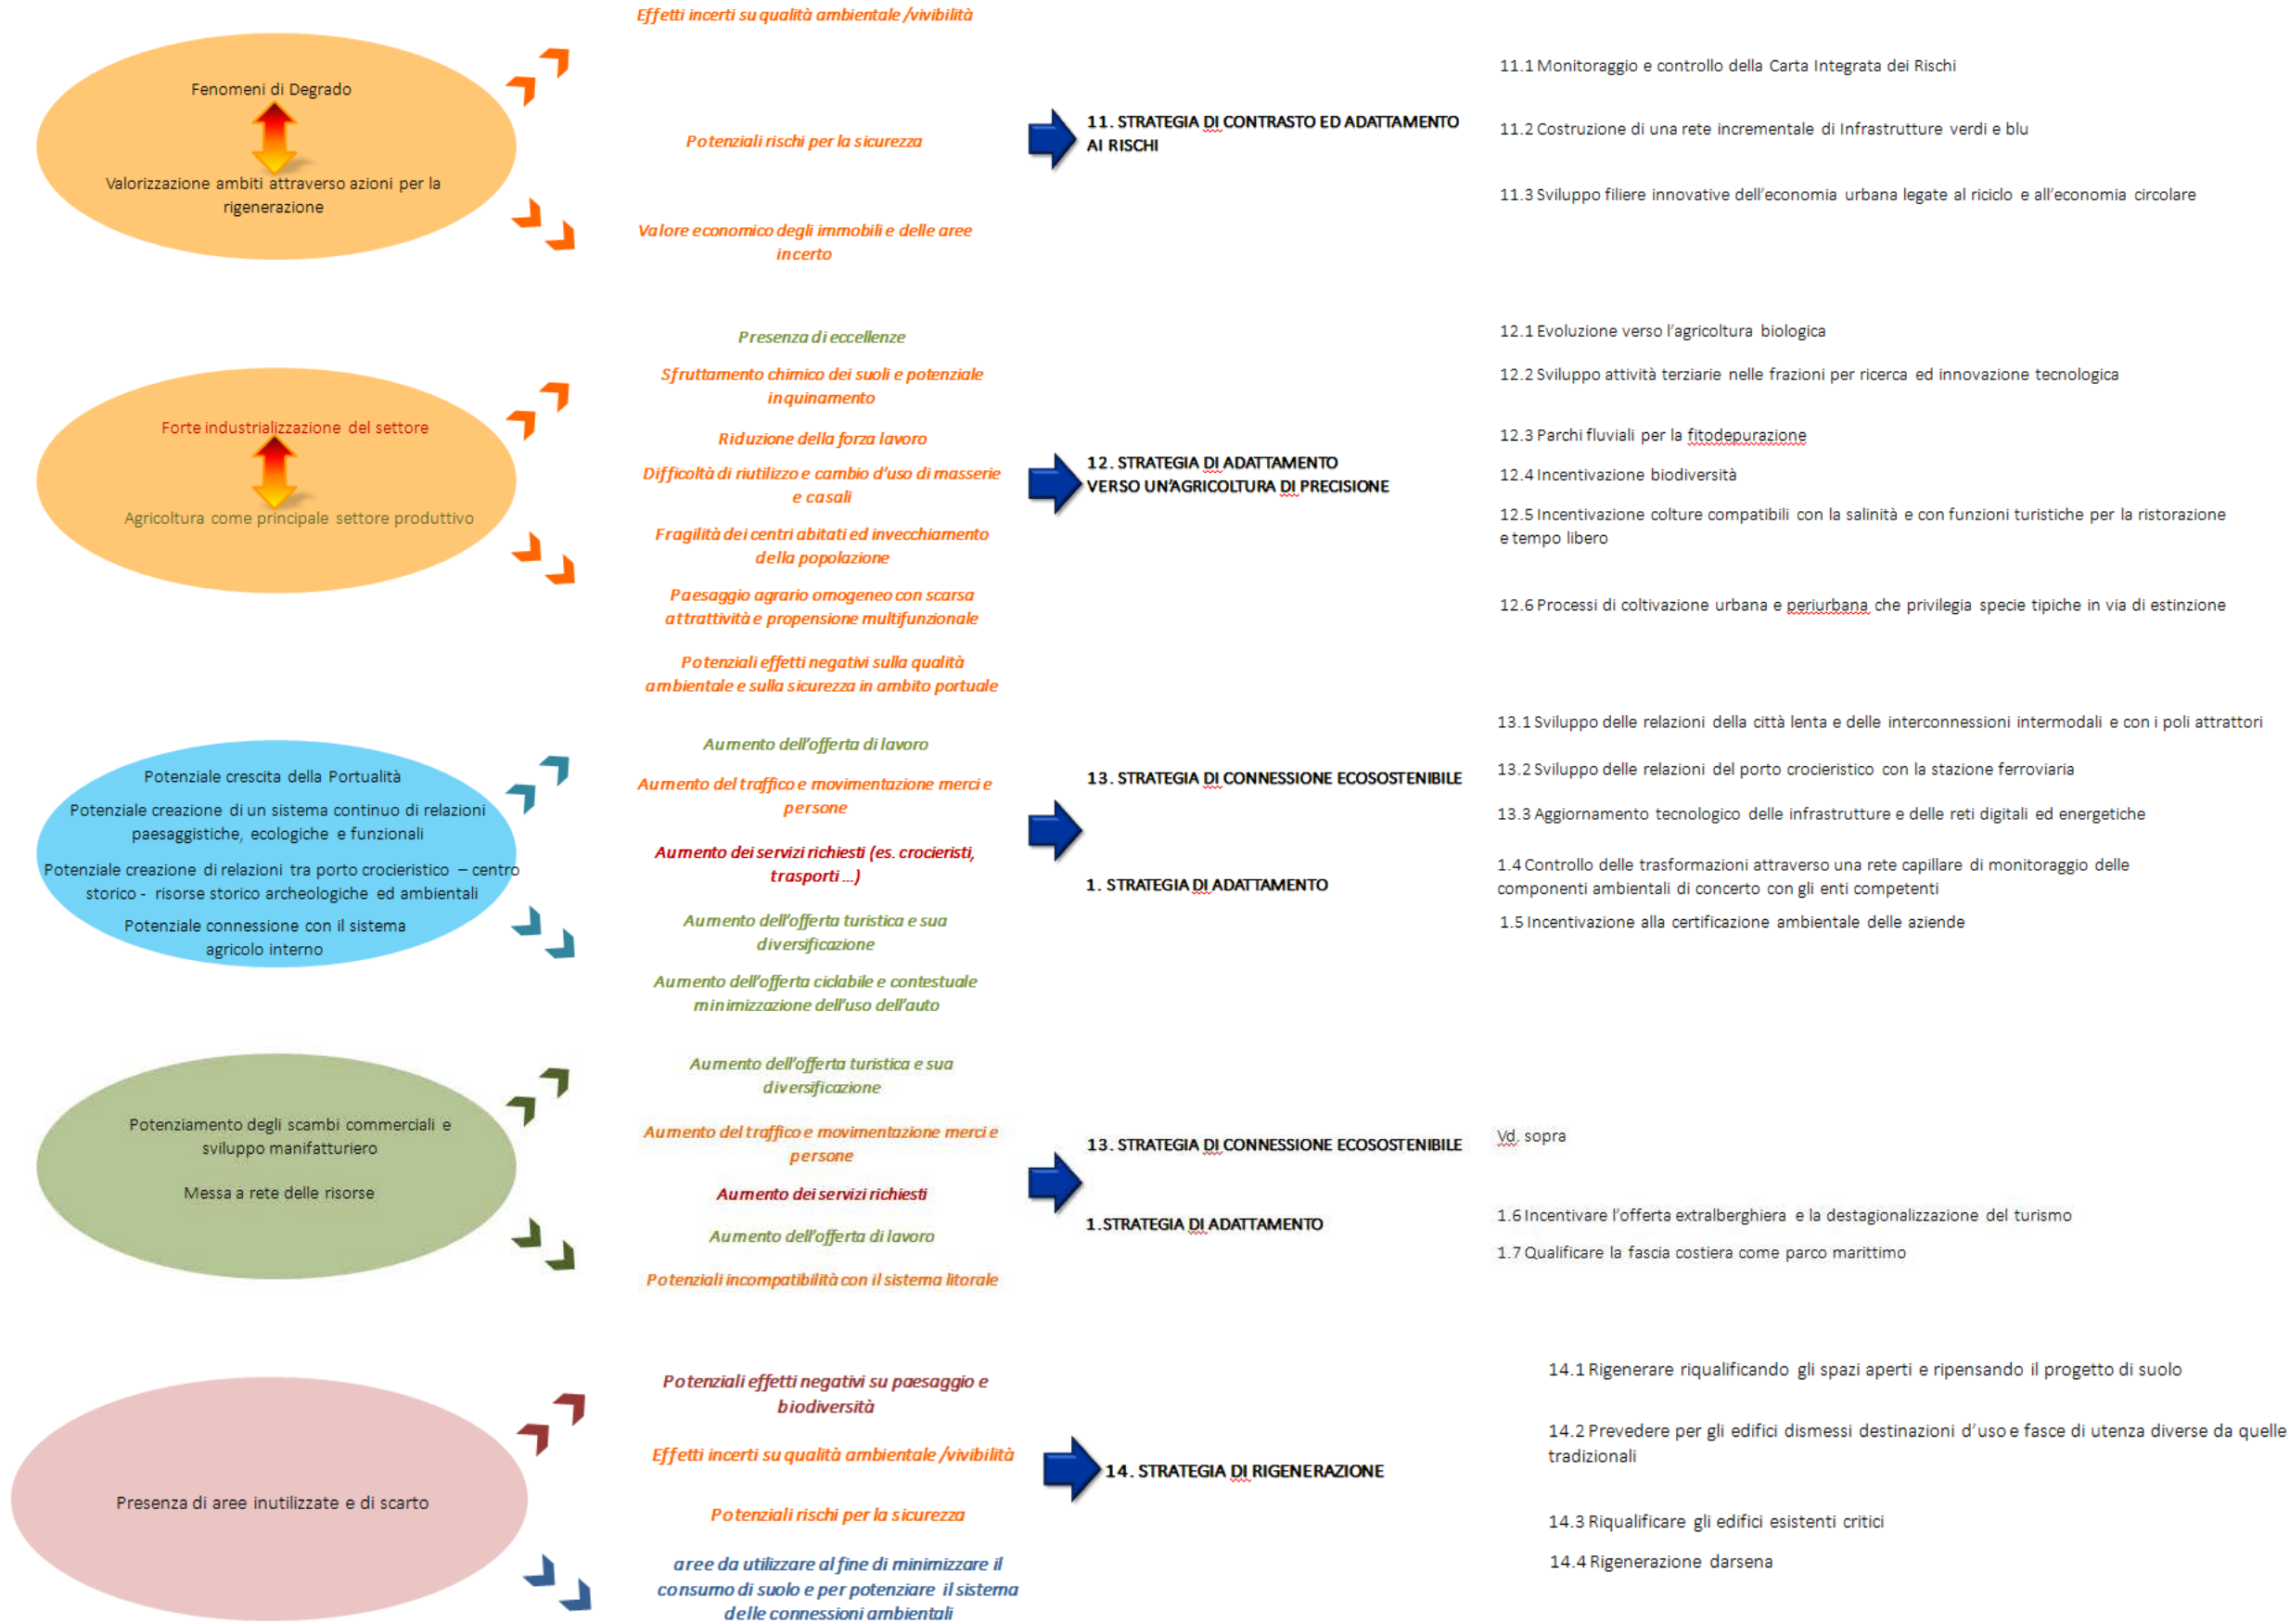 Fenomeni di Degrado
Valorizzazione ambiti attraverso azioni per la
rigenerazione
Effetti incerti su qualità ambientale /vivibilità
Potenziali rischi per la sicurezza
Valore economico degli immobili e delle aree
incerto
11. STRATEGIA DI CONTRASTO ED ADATTAMENTO
AI RISCHI
11.1 Monitoraggio e controllo della Carta Integrata dei Rischi
11.2 Costruzione di una rete incrementale di Infrastrutture verdi e blu
11.3 Sviluppo filiere innovative dell'economia urbana legate al riciclo e all'economia circolare
Forte industrializzazione del settore
Agricoltura come principale settore produttivo
Presenza di eccellenze
Sfruttamento chimico dei suoli e potenziale
inquinamento
Riduzione della forza lavoro
Difficoltà di riutilizzo e cambio d'uso di masserie
e casali
Fragilità dei centri abitati ed invecchiamento
della popolazione
Paesaggio agrario omogeneo con scarsa
attrattività e propensione multifunzionale
Potenziali effetti negativi sulla qualità
ambientale e sulla sicurezza in ambito portuale
12. STRATEGIA DI ADATTAMENTO
VERSO UN'AGRICOLTURA DI PRECISIONE
12.1 Evoluzione verso l'agricoltura biologica
12.2 Sviluppo attività terziarie nelle frazioni per ricerca ed innovazione tecnologica
12.3 Parchi fluviali per la fitodepurazione
12.4 Incentivazione biodiversità
12.5 Incentivazione colture compatibili con la salinità e con funzioni turistiche per la ristorazione
e tempo libero
12.6 Processi di coltivazione urbana e periurbana che privilegia specie tipiche in via di estinzione
Potenziale crescita della Portualità
Potenziale creazione di un sistema continuo di relazioni
paesaggistiche, ecologiche e funzionali
Potenziale creazione di relazioni tra porto crocieristico – centro
storico - risorse storico archeologiche ed ambientali
Potenziale connessione con il sistema
agricolo interno
Aumento dell'offerta di lavoro
Aumento del traffico e movimentazione merci e
persone
Aumento dei servizi richiesti (es. crocieristi,
trasporti ...)
Aumento dell'offerta turistica e sua
diversificazione
Aumento dell'offerta ciclabile e contestuale
minimizzazione dell'uso dell'auto
13. STRATEGIA DI CONNESSIONE ECOSOSTENIBILE
1. STRATEGIA DI ADATTAMENTO
13.1 Sviluppo delle relazioni della città lenta e delle interconnessioni intermodali e con i poli attrattori
13.2 Sviluppo delle relazioni del porto crocieristico con la stazione ferroviaria
13.3 Aggiornamento tecnologico delle infrastrutture e delle reti digitali ed energetiche
1.4 Controllo delle trasformazioni attraverso una rete capillare di monitoraggio delle
componenti ambientali di concerto con gli enti competenti
1.5 Incentivazione alla certificazione ambientale delle aziende
Potenziamento degli scambi commerciali e
sviluppo manifatturiero
Messa a rete delle risorse
Aumento dell'offerta turistica e sua
diversificazione
Aumento del traffico e movimentazione merci e
persone
Aumento dei servizi richiesti
Aumento dell'offerta di lavoro
Potenziali incompatibilità con il sistema litorale
13. STRATEGIA DI CONNESSIONE ECOSOSTENIBILE
1.STRATEGIA DI ADATTAMENTO
Vd. sopra
1.6 Incentivare l'offerta extralberghiera e la destagionalizzazione del turismo
1.7 Qualificare la fascia costiera come parco marittimo
Presenza di aree inutilizzate e di scarto
Potenziali effetti negativi su paesaggio e
biodiversità
Effetti incerti su qualità ambientale /vivibilità
Potenziali rischi per la sicurezza
aree da utilizzare al fine di minimizzare il
consumo di suolo e per potenziare il sistema
delle connessioni ambientali
14. STRATEGIA DI RIGENERAZIONE
14.1 Rigenerare riqualificando gli spazi aperti e ripensando il progetto di suolo
14.2 Prevedere per gli edifici dismessi destinazioni d'uso e fasce di utenza diverse da quelle
tradizionali
14.3 Riqualificare gli edifici esistenti critici
14.4 Rigenerazione darsena